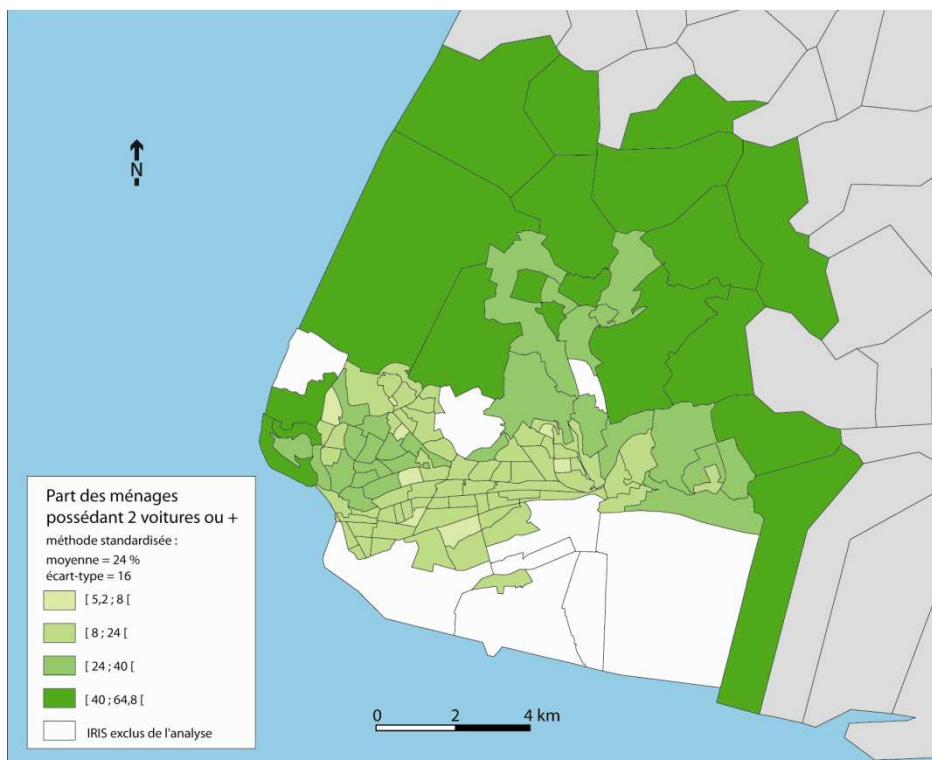 N
Part des ménages
possédant 2 voitures ou +
méthode standardisée :
moyenne = 24 %
écart-type = 16
[ 5,2 ; 8 [
[ 8 ; 24 [
[ 24 ; 40 [
[ 40 ; 64,8 [
IRIS exclus de l'analyse
0 2 4 km